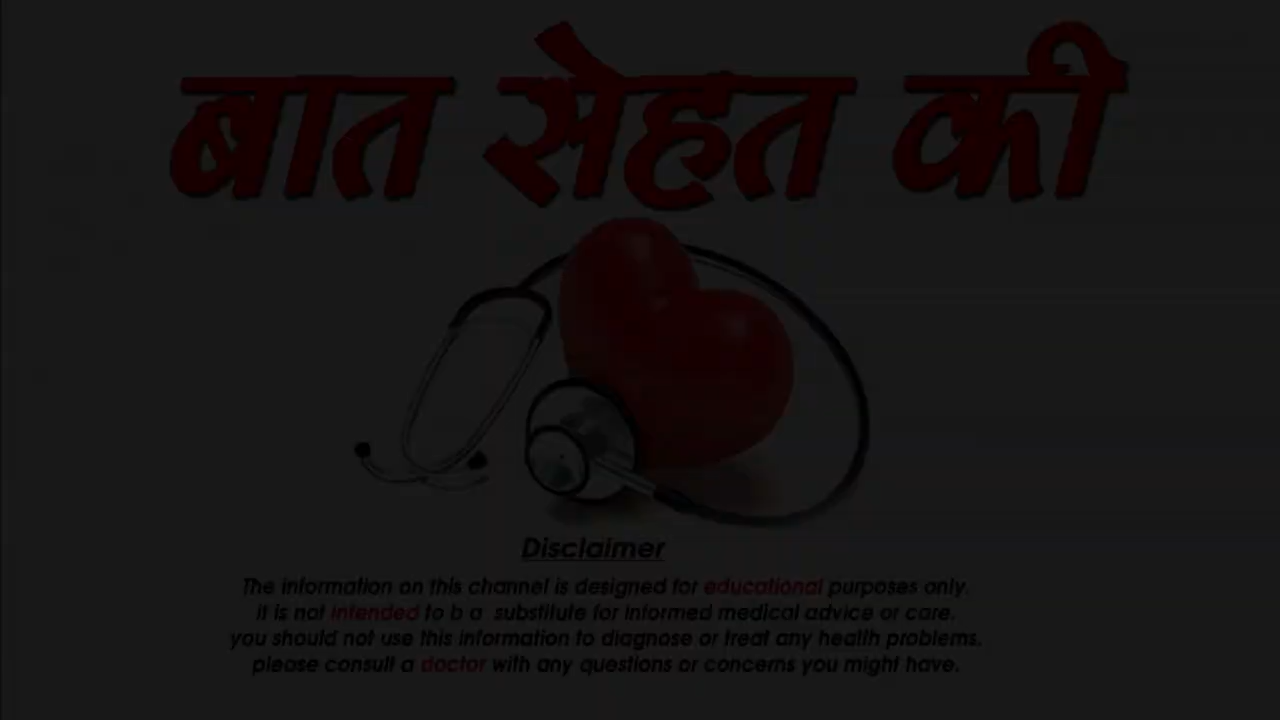 बात सेहत की
Disclaimer
The information on this channel is designed for educational purposes only.
it is not intended to b a substitute for informed medical advice or care.
you should not use this information to diagnose or treat any health problems.
please consult a doctor with any questions or concerns you might have.